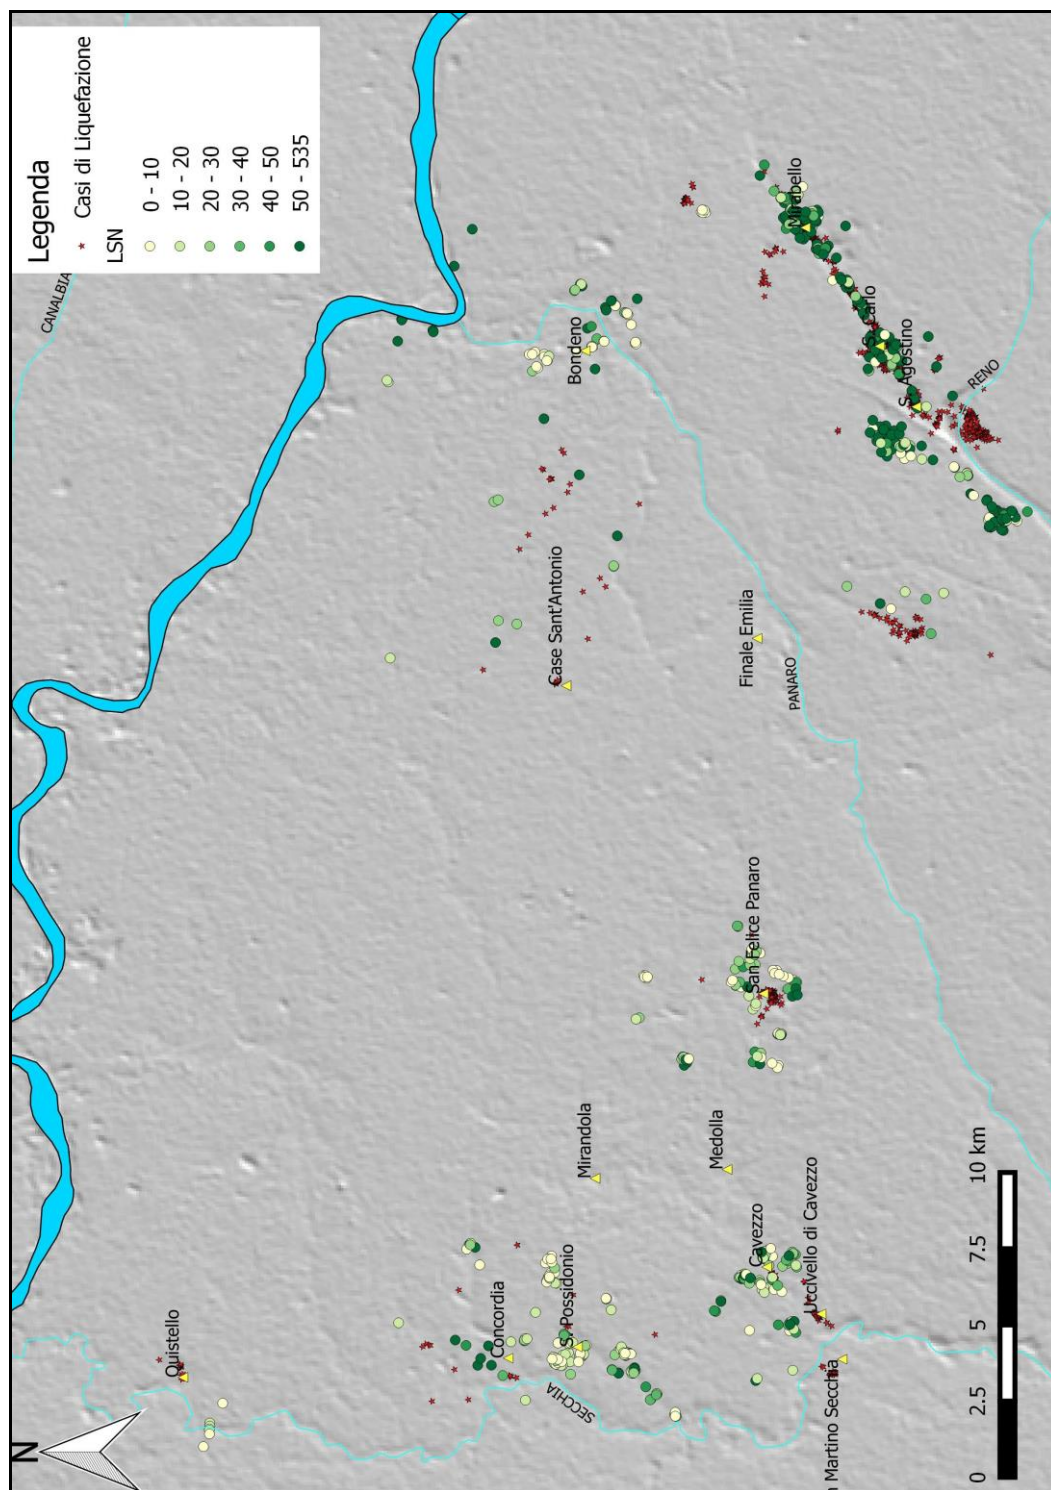 Legenda
Casi di Liquefazione
LSN
0 - 10
10 - 20
20 - 30
30 - 40
40 - 50
50 - 535
CANALBIA
Quistello
Concordia
S. Possidonio
SECCHIA
Mirandola
Medolla
Cavezzo
Uccivello di Cavezzo
n Martino Secchia
San Felice Panaro
Case Sant'Antonio
Finale Emilia
PANARO
Bondeno
Mirabello
S. Carlo
S. Agostino
RENO
N
0 2.5 5 7.5 10 km